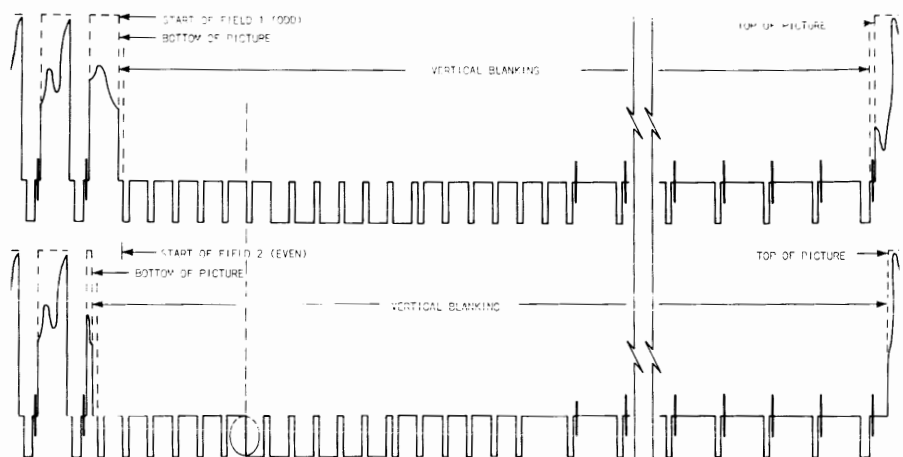 START OF FIELD 1 (ODD)
BOTTOM OF PICTURE
TOP OF PICTURE
VERTICAL BLANKING
START OF FIELD 2 (EVEN)
BOTTOM OF PICTURE
TOP OF PICTURE
VERTICAL BLANKING